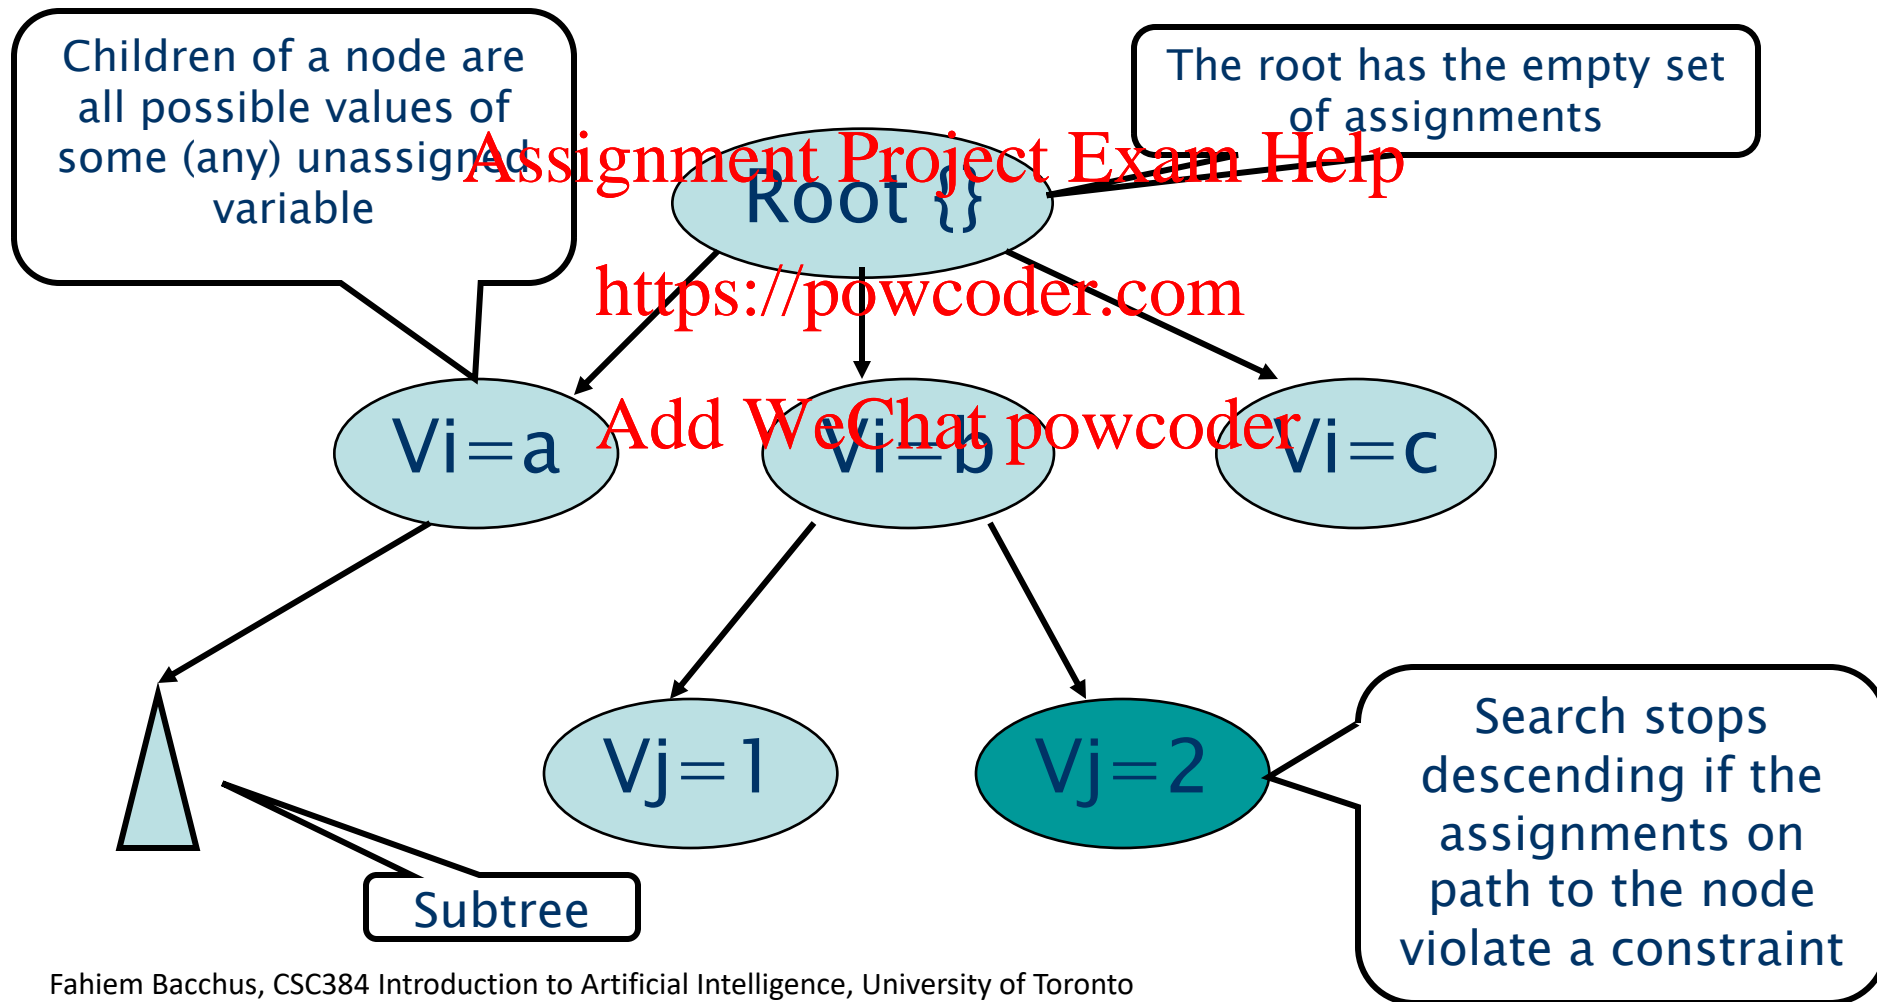 Children of a node are
all possible values of
some (any) unassigned
variable
The root has the empty set
of assignments
Assignment Project Exam Help
Root {}
https://powcoder.com
Add WeChat powcoder
Vi=a
Vi=b
Vi=c
Vj=1
Vj=2
Search stops
descending if the
assignments on
path to the node
violate a constraint
Subtree
Fahiem Bacchus, CSC384 Introduction to Artificial Intelligence, University of Toronto